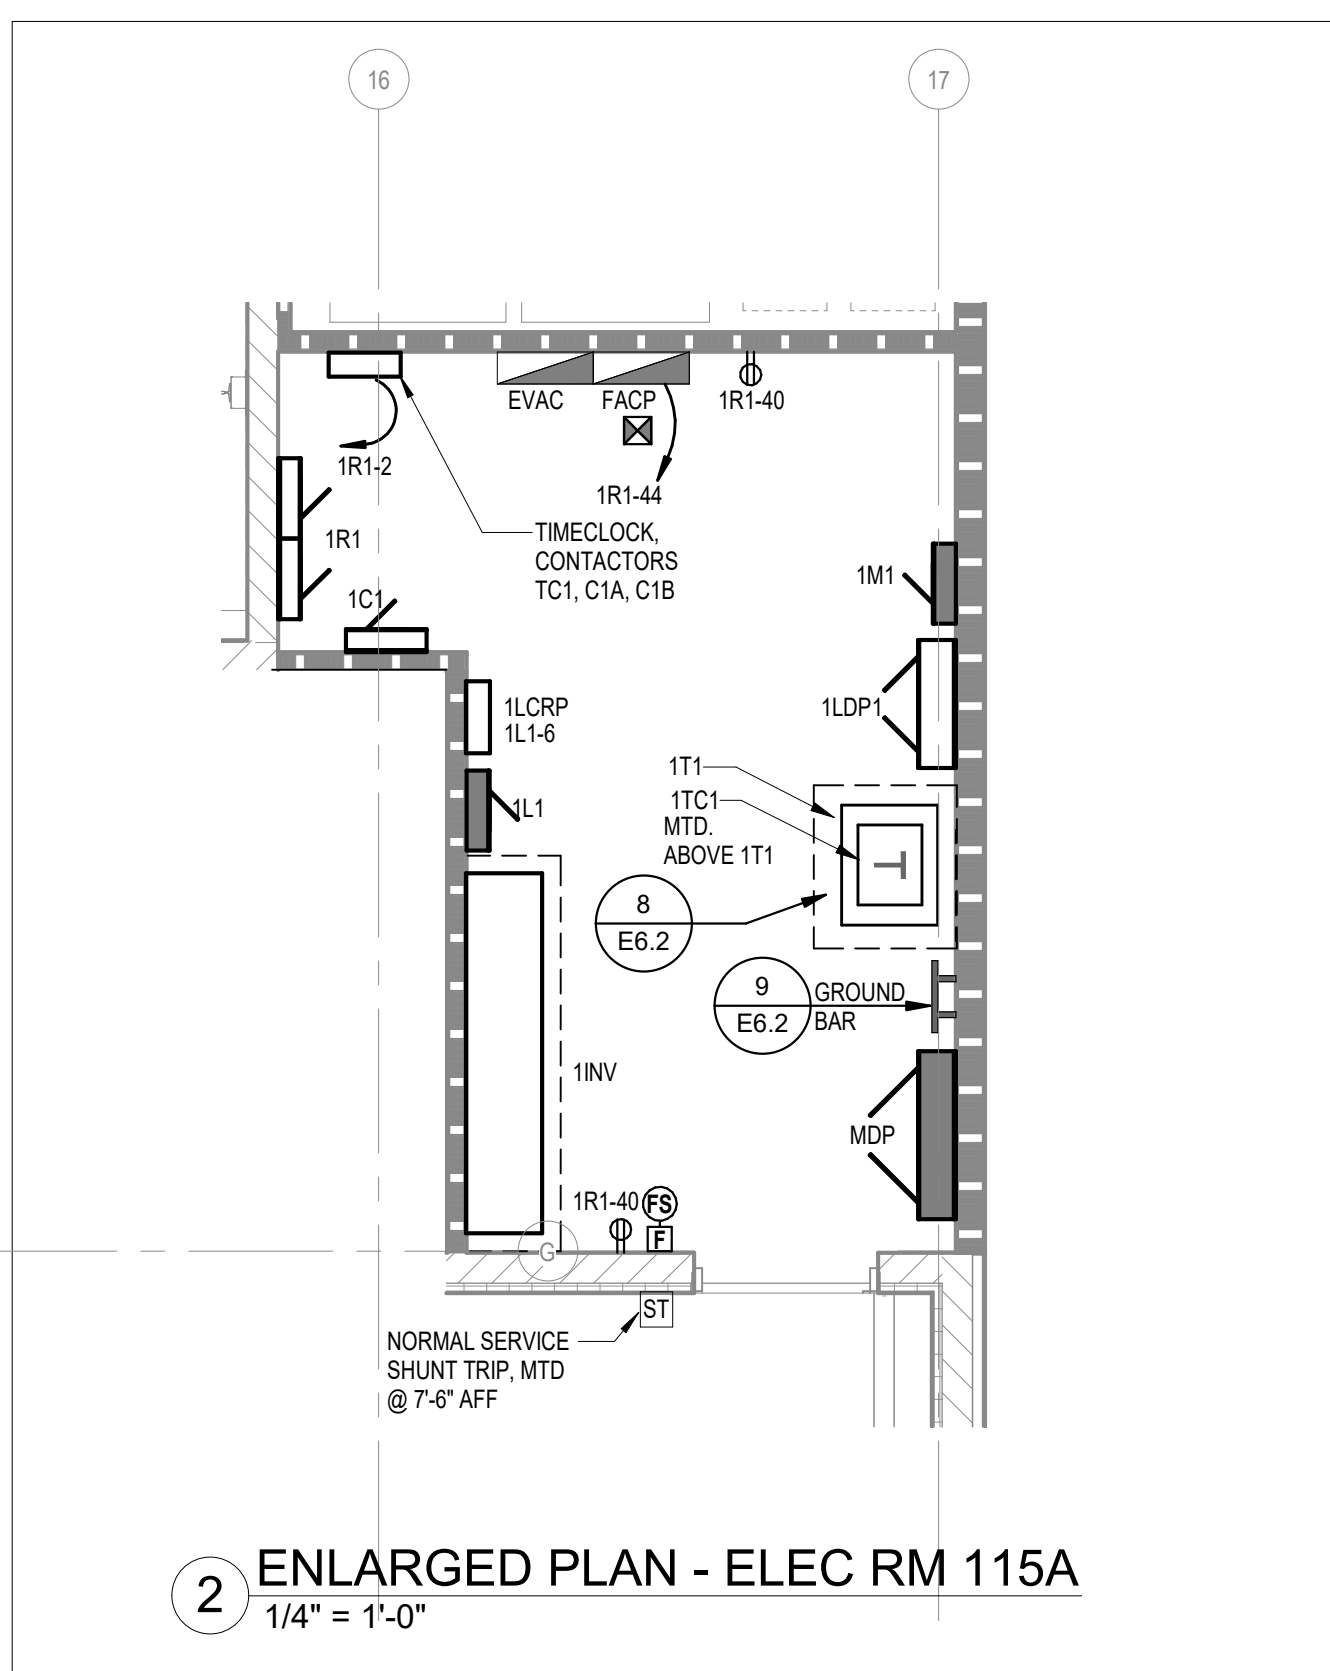 16
17
EVAC
FACP
1R1-40
1R1-2
1R1-44
1R1
TIMECLOCK,
CONTACTORS
TC1, C1A, C1B
1M1
1C1
1LCRP
1L1-6
1LDP1
1T1
1TC1
MTD.
ABOVE 1T1
T
1L1
8
E6.2
9
E6.2
GROUND
BAR
1INV
MDP
1R1-40
FS
F
G
ST
NORMAL SERVICE
SHUNT TRIP, MTD
@ 7'-6" AFF
2
ENLARGED PLAN - ELEC RM 115A
1/4" = 1'-0"